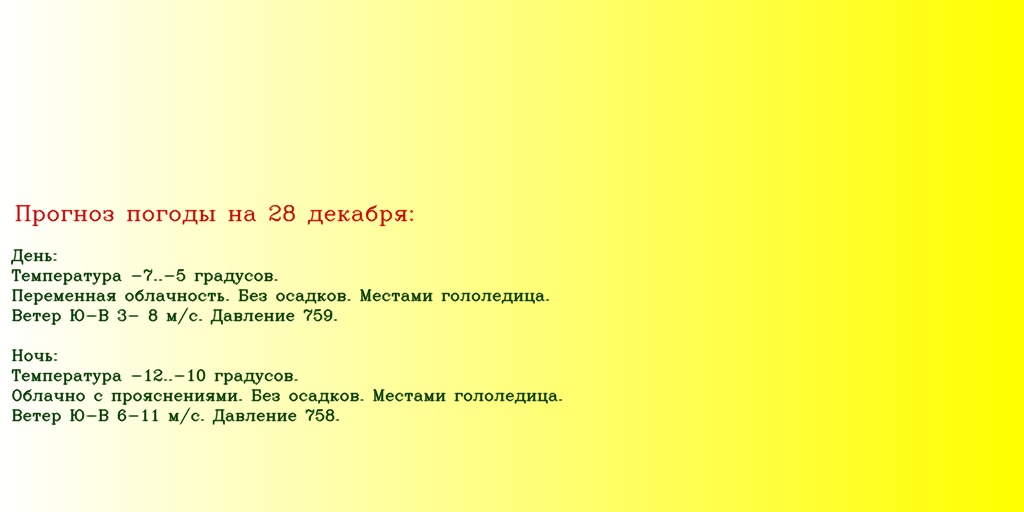 Прогноз погоды на 28 декабря:
День:
Температура -7..-5 градусов.
Переменная облачность. Без осадков. Местами гололедица.
Ветер Ю-В 3- 8 м/с. Давление 759.
Ночь:
Температура -12..-10 градусов.
Облачно с прояснениями. Без осадков. Местами гололедица.
Ветер Ю-В 6-11 м/с. Давление 758.